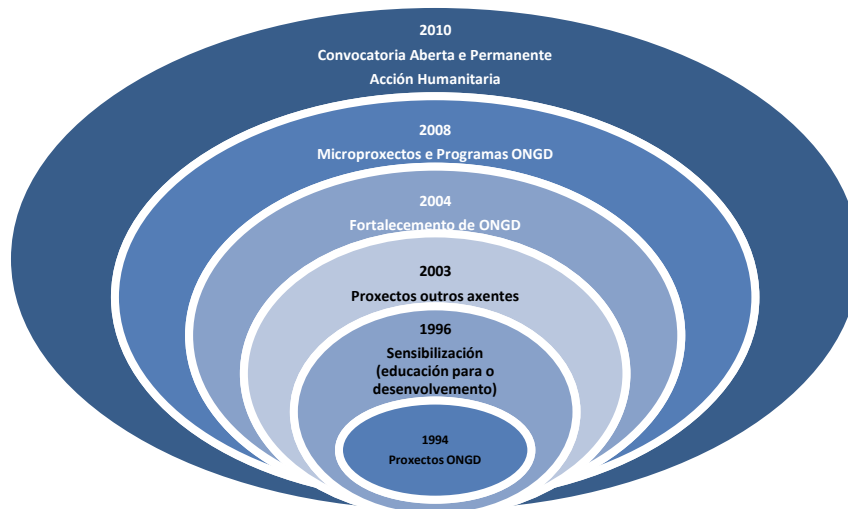 2010
Convocatoria Aberta e Permanente
Acción Humanitaria
2008
Microproxectos e Programas ONGD
2004
Fortalecemento de ONGD
2003
Proxectos outros axentes
1996
Sensibilización
(educación para o
desenvolvemento)
1994
Proxectos ONGD